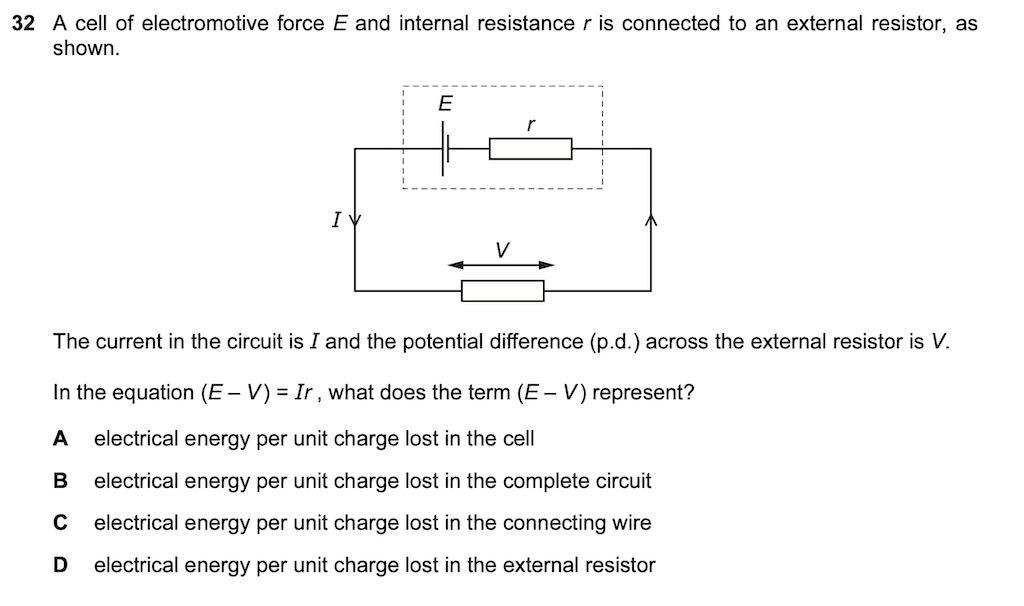 32 A cell of electromotive force E and internal resistance r is connected to an external resistor, as
shown.
E
r
I
V
The current in the circuit is I and the potential difference (p.d.) across the external resistor is V.
In the equation (E – V) = Ir , what does the term (E – V) represent?
A electrical energy per unit charge lost in the cell
B electrical energy per unit charge lost in the complete circuit
C electrical energy per unit charge lost in the connecting wire
D electrical energy per unit charge lost in the external resistor